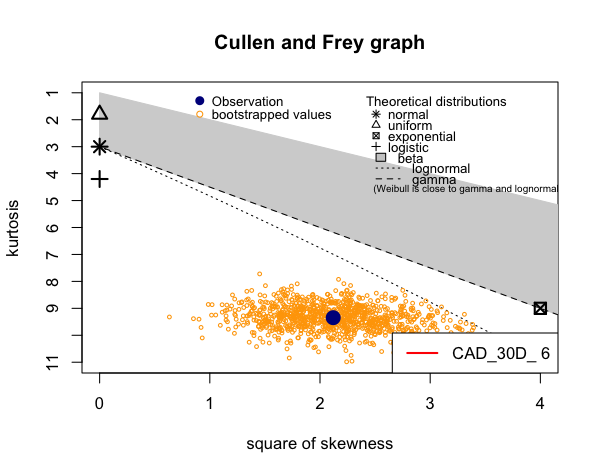 Cullen and Frey graph
Observation
bootstrapped values
Theoretical distributions
normal
uniform
exponential
logistic
beta
lognormal
gamma
(Weibull is close to gamma and lognormal
kurtosis
1
2
3
4
5
6
7
8
9
11
CAD_30D_ 6
0
1
2
3
4
square of skewness